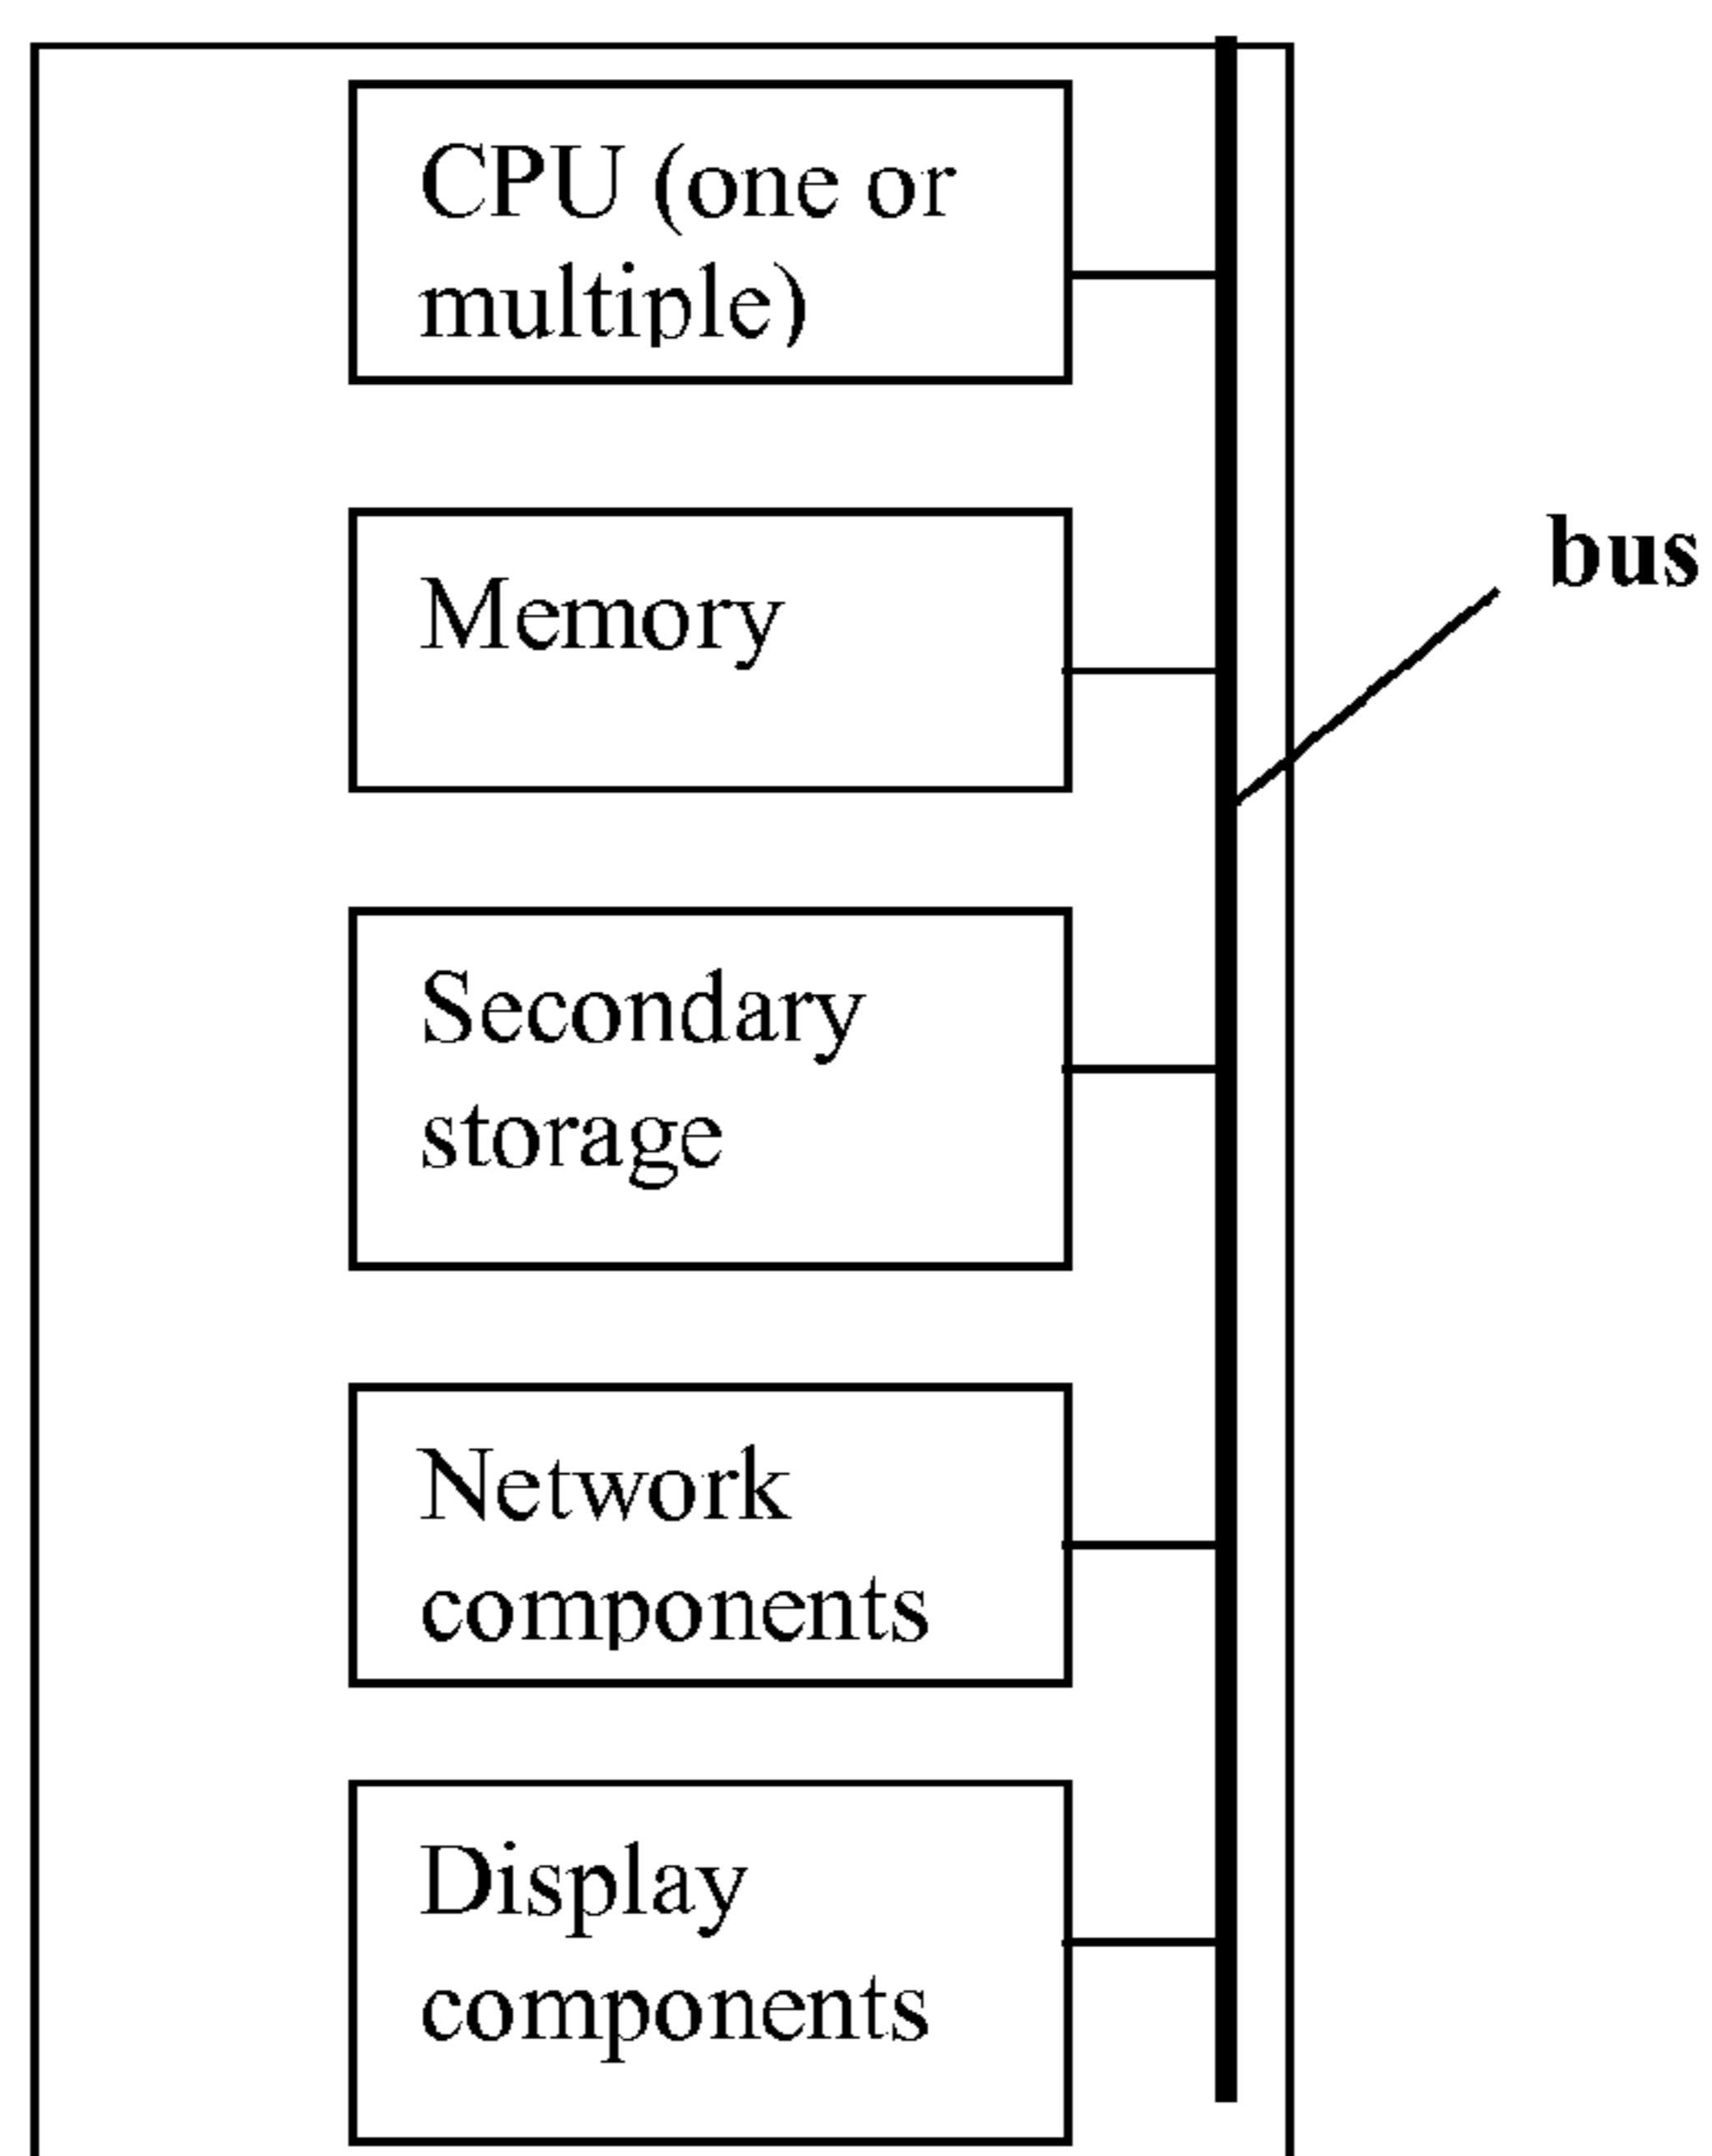 CPU (one or
multiple)
bus
Memory
Secondary
storage
Network
components
Display
components